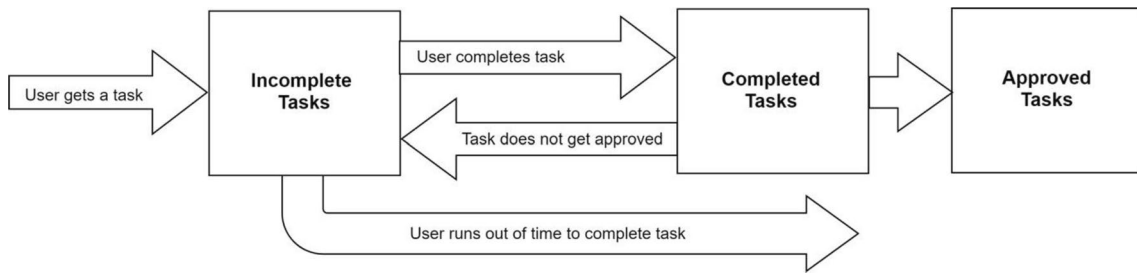 User gets a task
Incomplete
Tasks
User completes task
Task does not get approved
Completed
Tasks
Approved
Tasks
User runs out of time to complete task